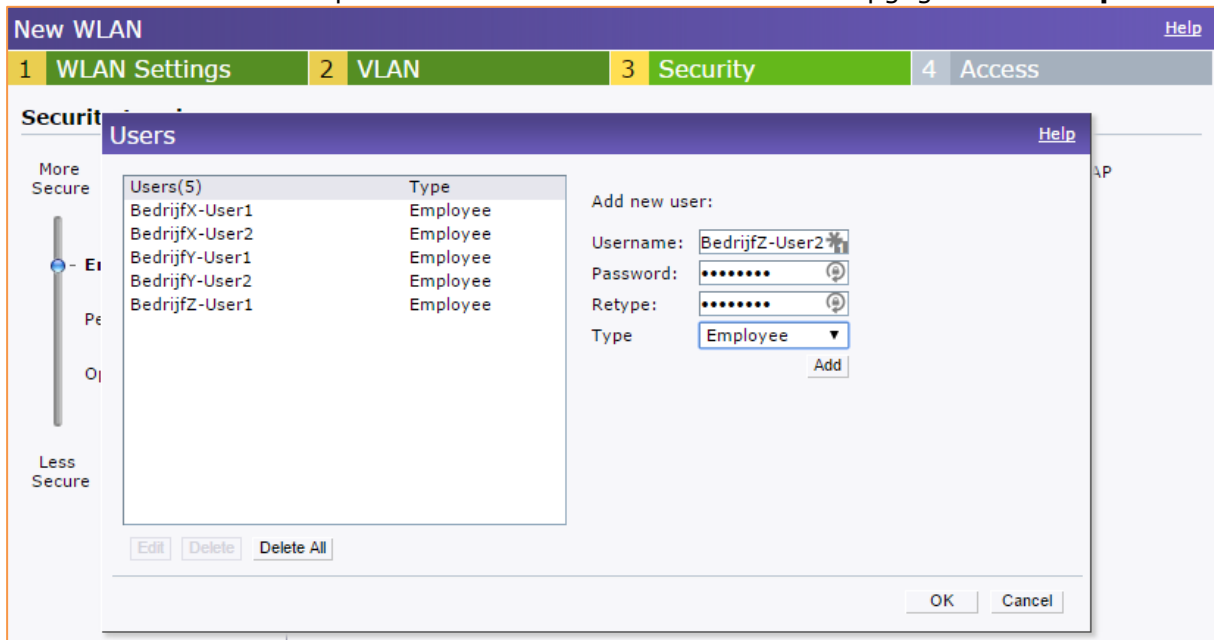 New WLAN Help
1 WLAN Settings 2 VLAN 3 Security 4 Access
Users Help
More
Secure
Less
Secure
AP
Users(5) Type
BedrijfX-User1 Employee
BedrijfX-User2 Employee
BedrijfY-User1 Employee
BedrijfY-User2 Employee
BedrijfZ-User1 Employee
Add new user:
Username: BedrijfZ-User2
Password: ••••••••
Retype: ••••••••
Type Employee
Add
Edit Delete Delete All
OK Cancel